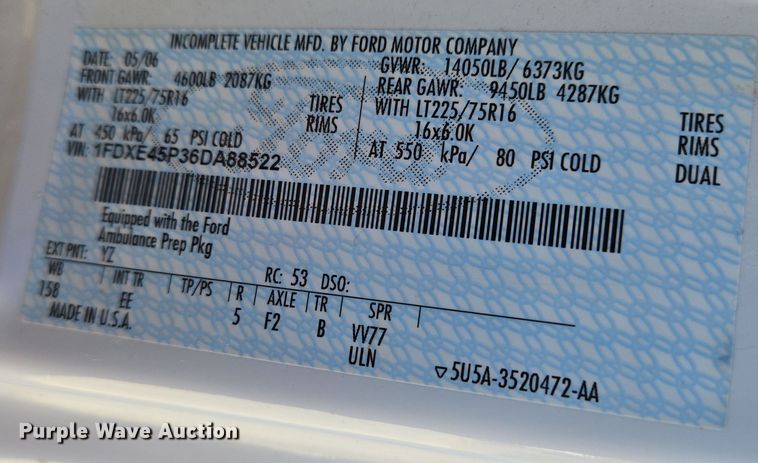 INCOMPLETE VEHICLE MFD. BY FORD MOTOR COMPANY
DATE: 05/06 GVWR: 14050LB/ 6373KG
FRONT GAWR: 4600LB 2087KG REAR GAWR: 9450LB 4287KG
WITH LT225/75R16 TIRES WITH LT225/75R16 TIRES
16x6.0K RIMS 16x6.0K RIMS
AT 450 kPa/ 65 PSI COLD AT 550 kPa/ 80 PSI COLD DUAL
VIN: 1FDXE45P36DA88522
Equipped with the Ford
Ambulance Prep Pkg
EXT PNT: YZ RC: 53 DSO:
WB INT TR TP/PS R AXLE TR SPR
158 EE 5 F2 B VV77
MADE IN U.S.A. ULN
▽5U5A-3520472-AA
Purple Wave Auction